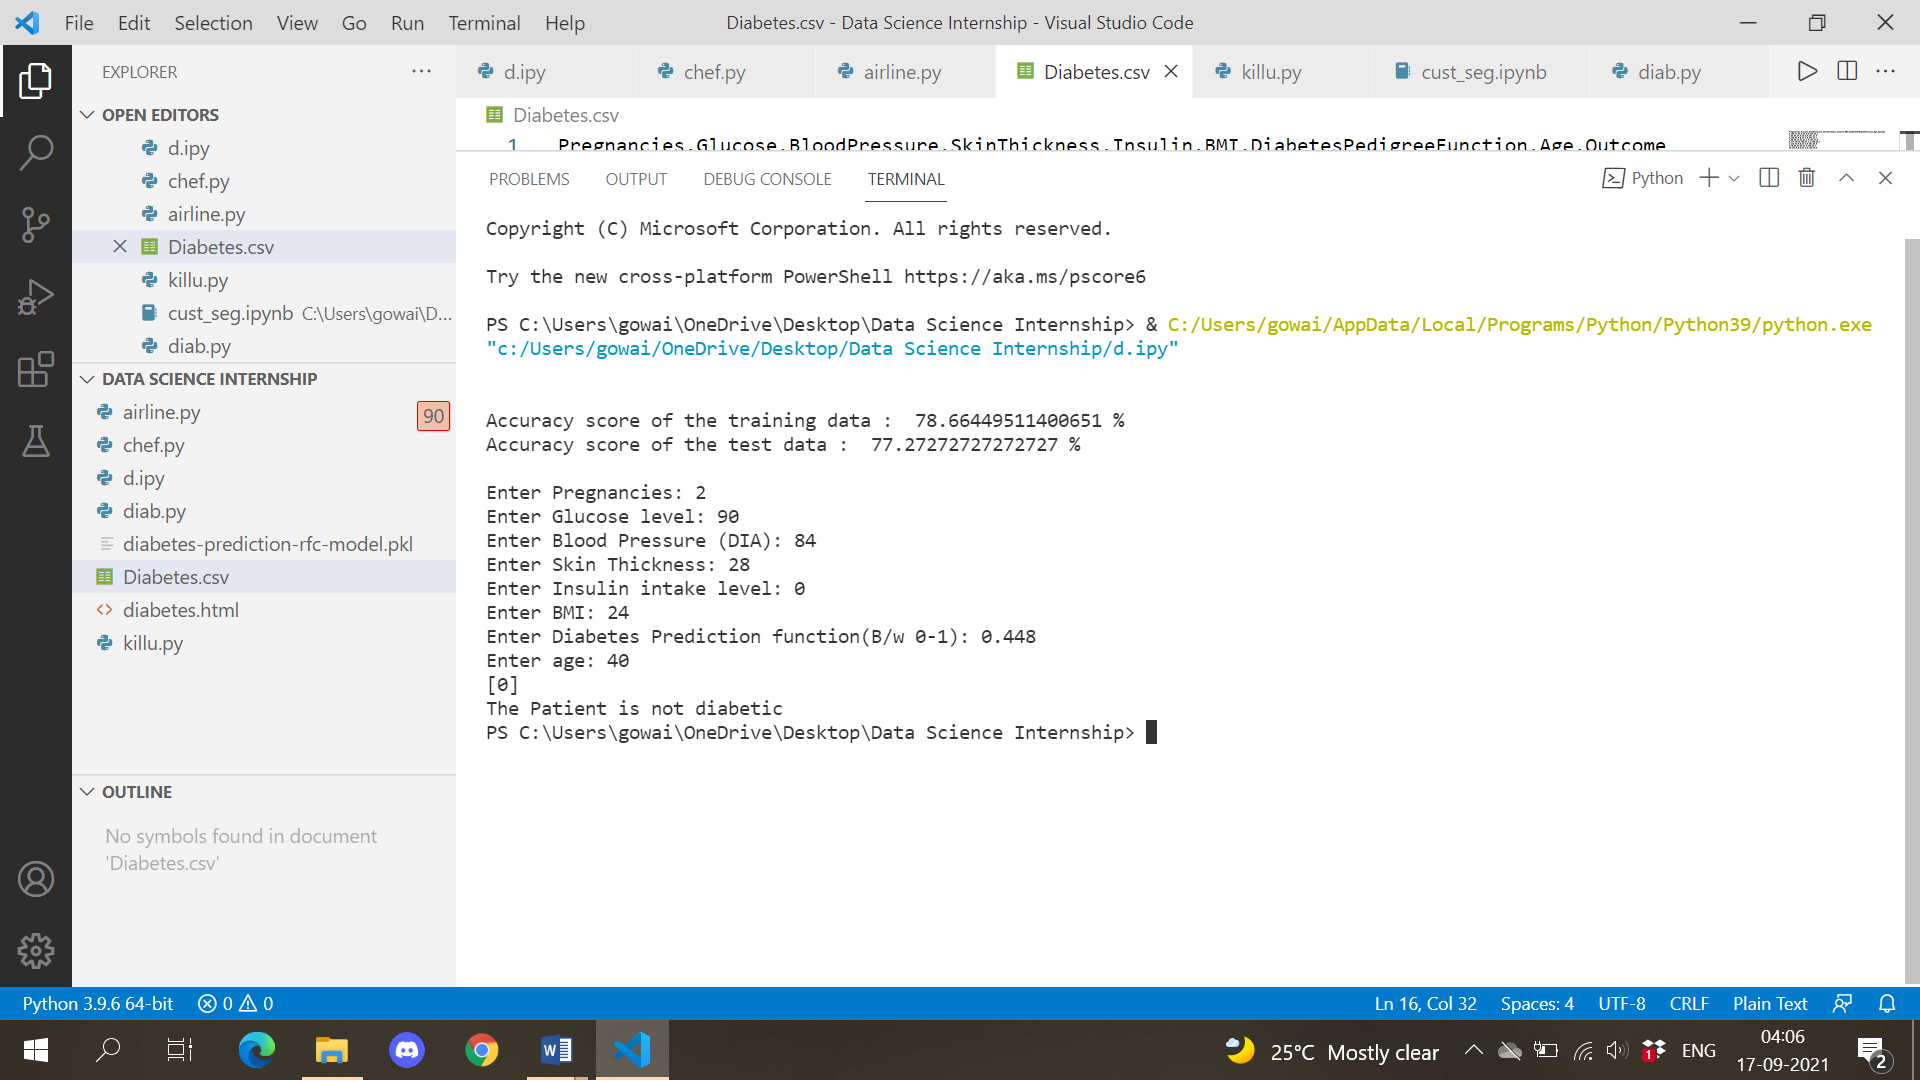 File Edit Selection View Go Run Terminal Help
Diabetes.csv - Data Science Internship - Visual Studio Code
EXPLORER
OPEN EDITORS
d.ipy
chef.py
airline.py
Diabetes.csv
killu.py
cust_seg.ipynb C:\Users\gowai\D...
diab.py
DATA SCIENCE INTERNSHIP
airline.py
90
chef.py
d.ipy
diab.py
diabetes-prediction-rfc-model.pkl
Diabetes.csv
diabetes.html
killu.py
OUTLINE
No symbols found in document
'Diabetes.csv'
d.ipy chef.py airline.py Diabetes.csv killu.py cust_seg.ipynb diab.py
Diabetes.csv
1 Pregnancies,Glucose,BloodPressure,SkinThickness,Insulin,BMI,DiabetesPedigreeFunction,Age,Outcome
PROBLEMS OUTPUT DEBUG CONSOLE TERMINAL
Python
Copyright (C) Microsoft Corporation. All rights reserved.
Try the new cross-platform PowerShell https://aka.ms/pscore6
PS C:\Users\gowai\OneDrive\Desktop\Data Science Internship> & C:/Users/gowai/AppData/Local/Programs/Python/Python39/python.exe
"c:/Users/gowai/OneDrive/Desktop/Data Science Internship/d.ipy"
Accuracy score of the training data :  78.66449511400651 %
Accuracy score of the test data :  77.27272727272727 %
Enter Pregnancies: 2
Enter Glucose level: 90
Enter Blood Pressure (DIA): 84
Enter Skin Thickness: 28
Enter Insulin intake level: 0
Enter BMI: 24
Enter Diabetes Prediction function(B/w 0-1): 0.448
Enter age: 40
[0]
The Patient is not diabetic
PS C:\Users\gowai\OneDrive\Desktop\Data Science Internship>
Python 3.9.6 64-bit 0 0
Ln 16, Col 32 Spaces: 4 UTF-8 CRLF Plain Text
25°C Mostly clear
1
ENG
04:06
17-09-2021
2